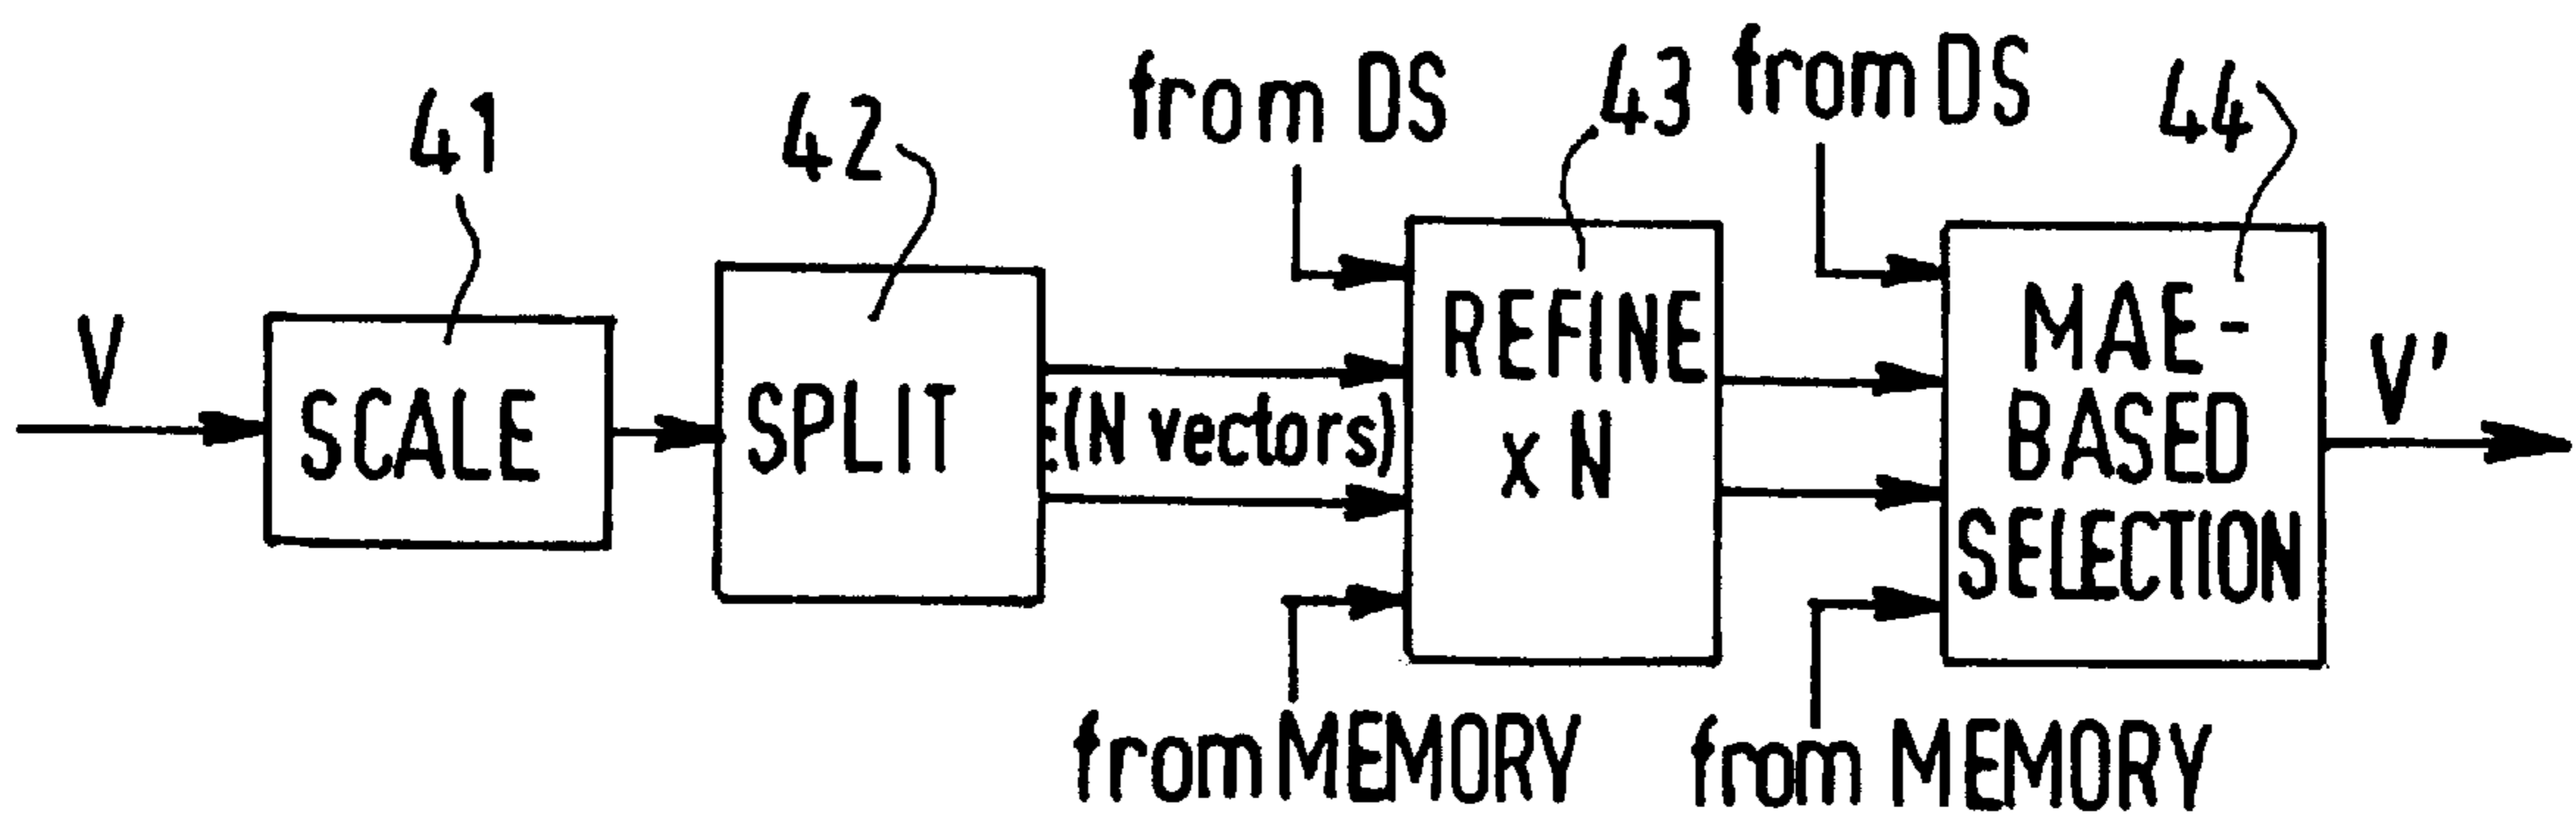 41
42
from DS
43
from DS
44
V
SCALE
SPLIT
(N vectors)
REFINE
x N
MAE-
BASED
SELECTION
V'
from MEMORY
from MEMORY